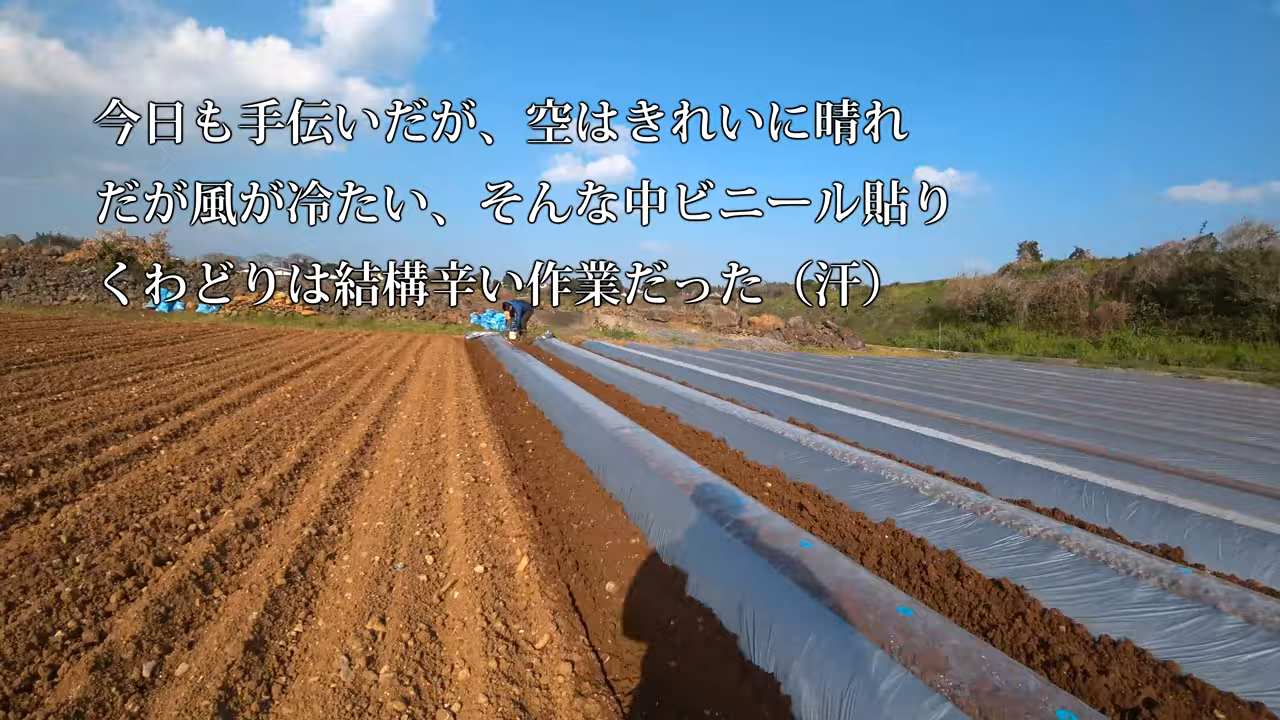 今日も手伝いだが、空はきれいに晴れ
だが風が冷たい、そんな中ビニール貼り
くわどりは結構辛い作業だった（汗）